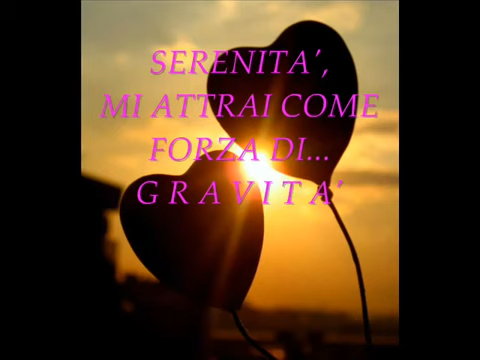 SERENITA',
MI ATTRAI COME
FORZA DI...
G R A V I T A'